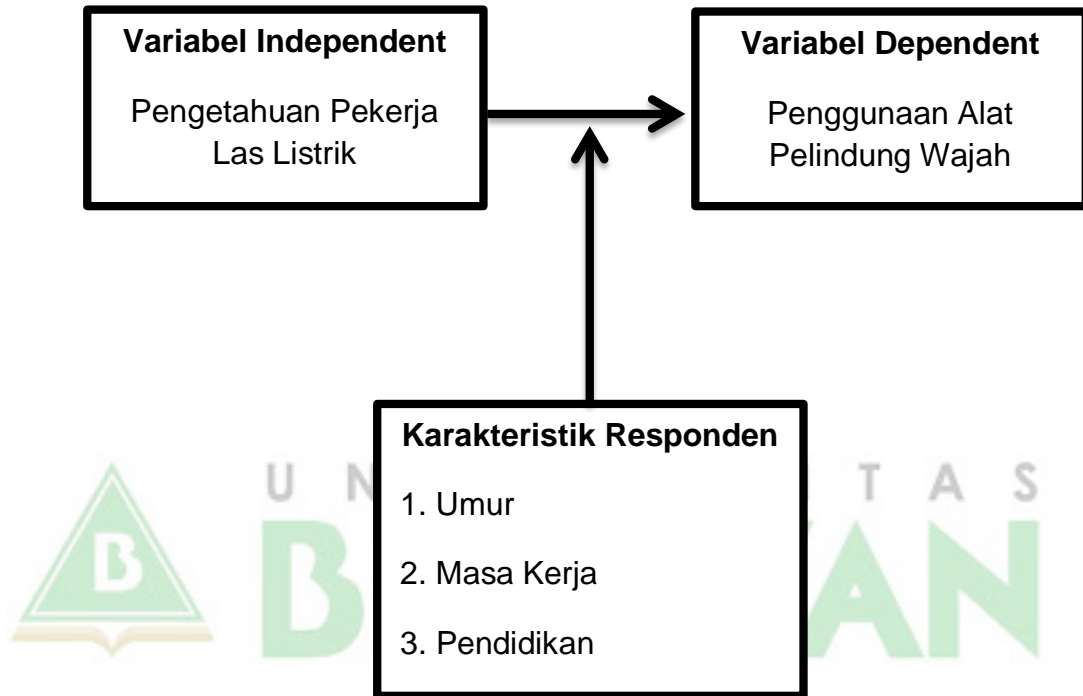 Variabel Independent
Pengetahuan Pekerja
Las Listrik
Variabel Dependent
Penggunaan Alat
Pelindung Wajah
Karakteristik Responden
1. Umur
2. Masa Kerja
3. Pendidikan
B